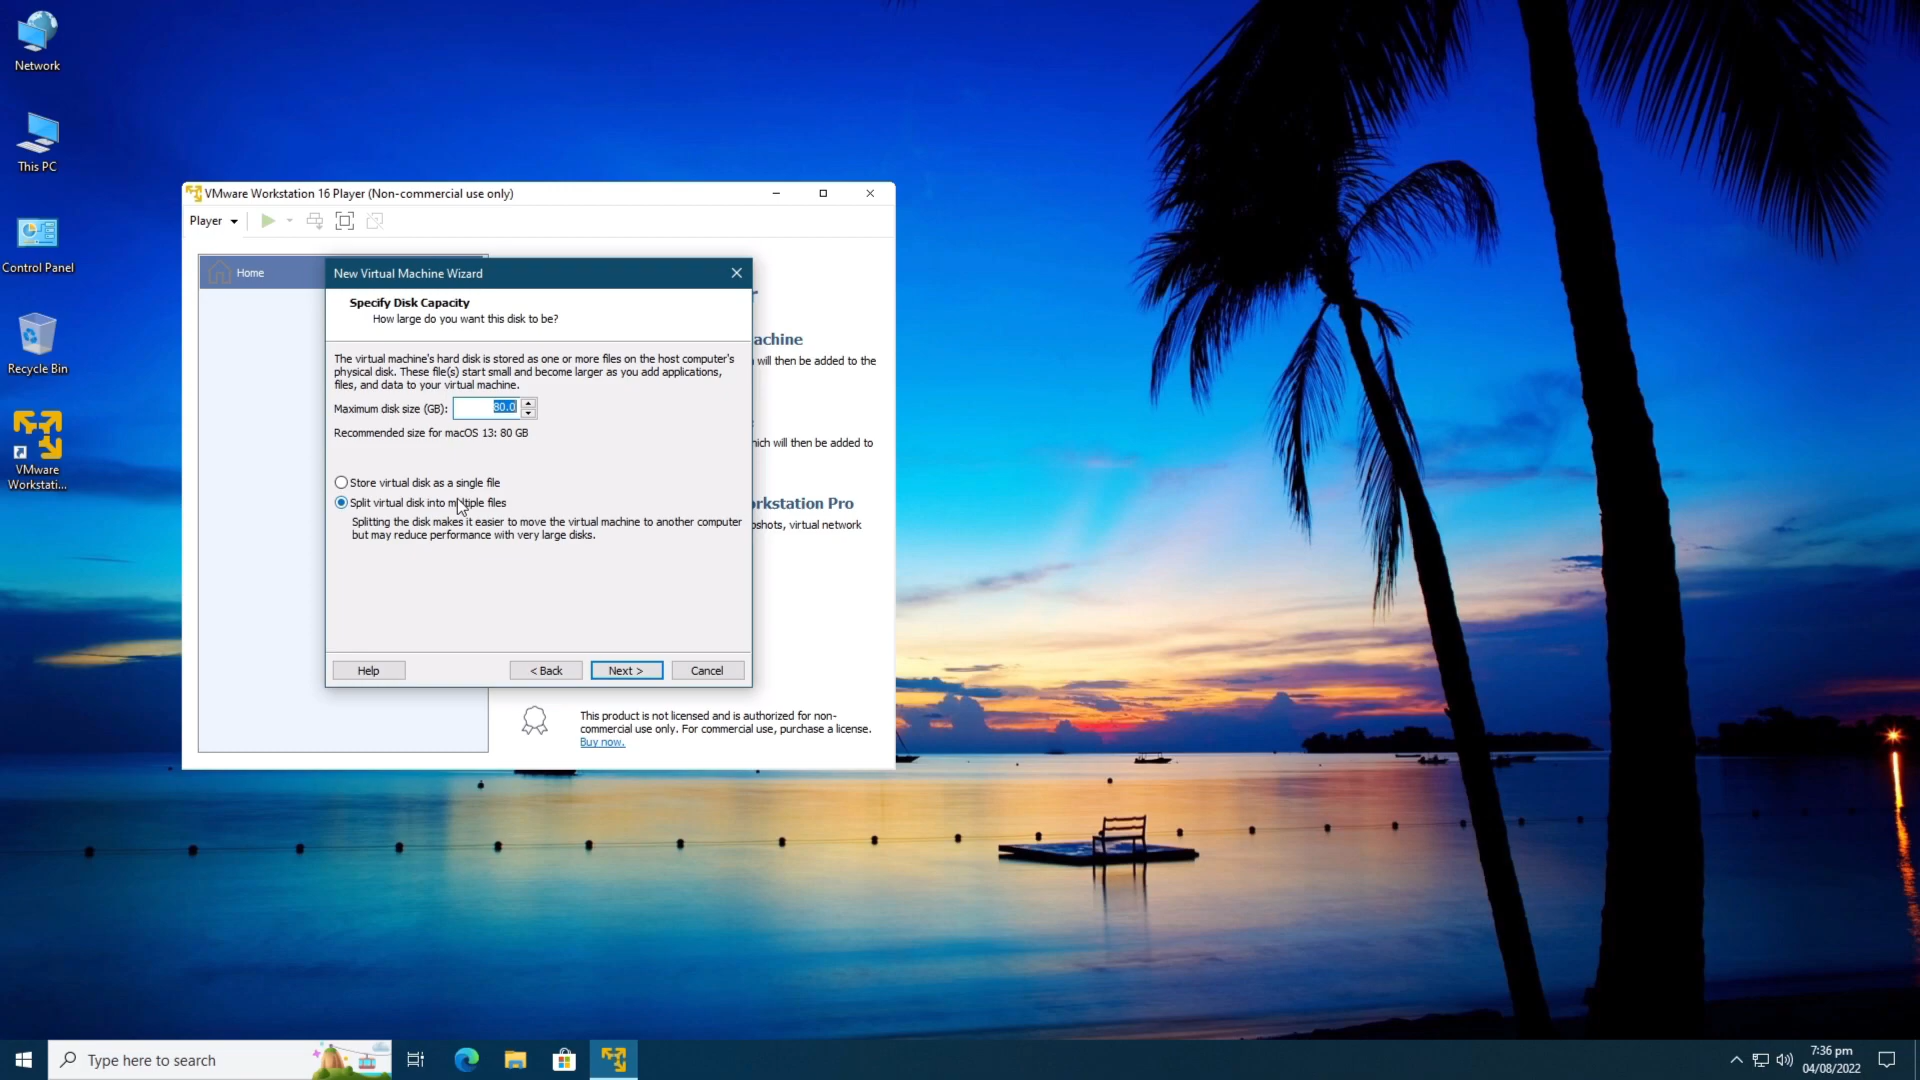 Network
This PC
Control Panel
Recycle Bin
VMware
Workstati...
VMware Workstation 16 Player (Non-commercial use only)
Player
Home
New Virtual Machine Wizard
Specify Disk Capacity
How large do you want this disk to be?
The virtual machine's hard disk is stored as one or more files on the host computer's
physical disk. These file(s) start small and become larger as you add applications,
files, and data to your virtual machine.
Maximum disk size (GB): 80.0
Recommended size for macOS 13: 80 GB
Store virtual disk as a single file
Split virtual disk into multiple files
Splitting the disk makes it easier to move the virtual machine to another computer
but may reduce performance with very large disks.
Help
< Back
Next >
Cancel
achine
will then be added to the
hich will then be added to
orkstation Pro
pshots, virtual network
This product is not licensed and is authorized for non-
commercial use only. For commercial use, purchase a license.
Buy now.
Type here to search
7:36 pm
04/08/2022